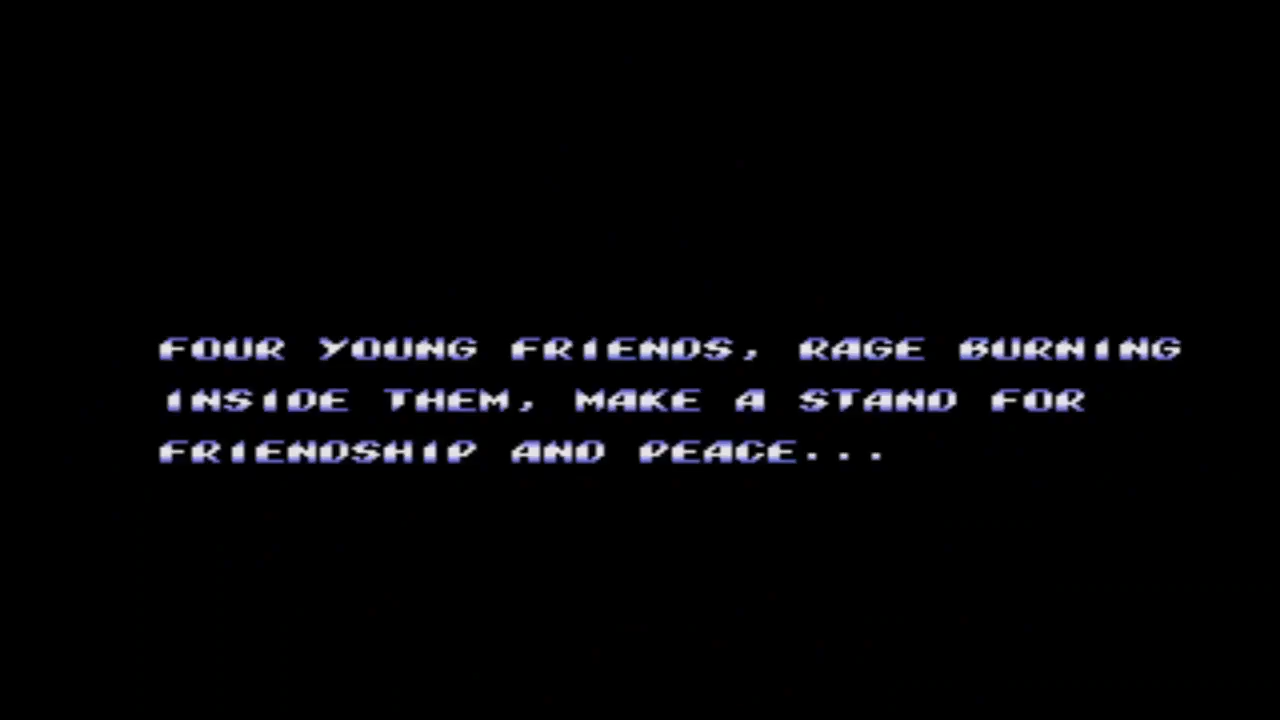 FOUR YOUNG FRIENDS, RAGE BURNING
INSIDE THEM, MAKE A STAND FOR
FRIENDSHIP AND PEACE...